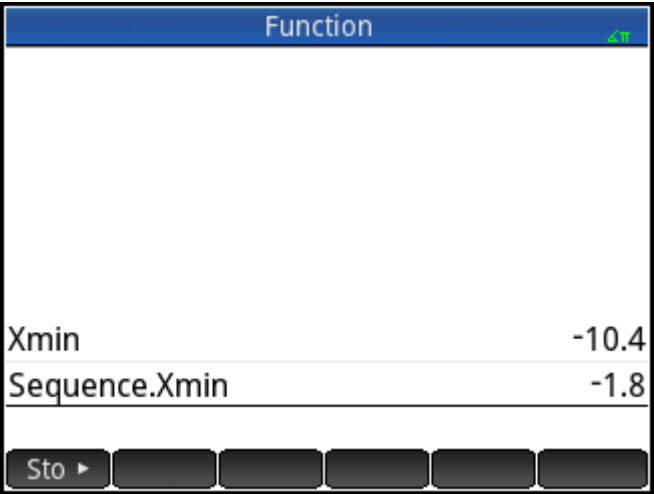 Function
∡π
Xmin
-10.4
Sequence.Xmin
-1.8
Sto ►